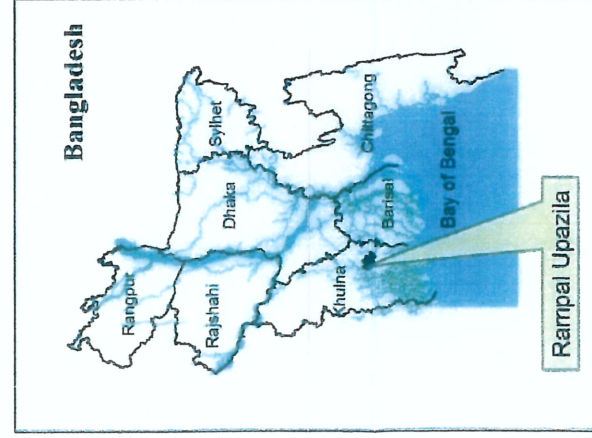 Bangladesh
Rangpur
Rajshahi
Dhaka
Sylhet
Khulna
Barisal
Chittagong
Bay of Bengal
Rampal Upazila